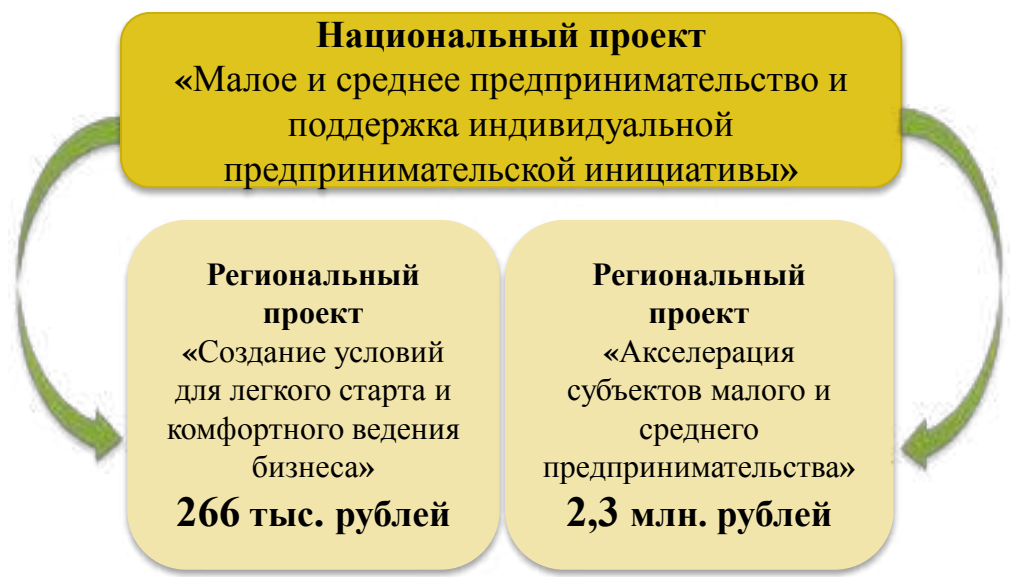 Национальный проект
«Малое и среднее предпринимательство и
поддержка индивидуальной
предпринимательской инициативы»
Региональный
проект
«Создание условий
для легкого старта и
комфортного ведения
бизнеса»
266 тыс. рублей
Региональный
проект
«Акселерация
субъектов малого и
среднего
предпринимательства»
2,3 млн. рублей